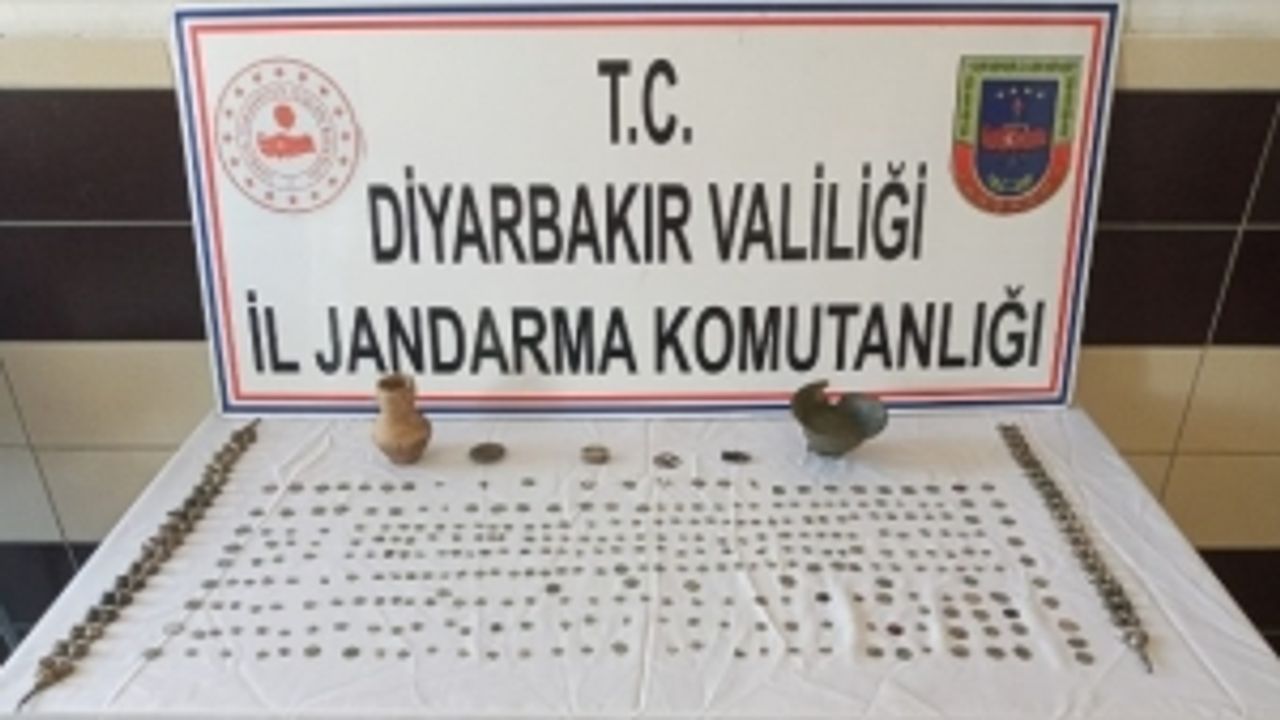 T.C.
DİYARBAKIR VALİLİĞİ
İL JANDARMA KOMUTANLIĞI